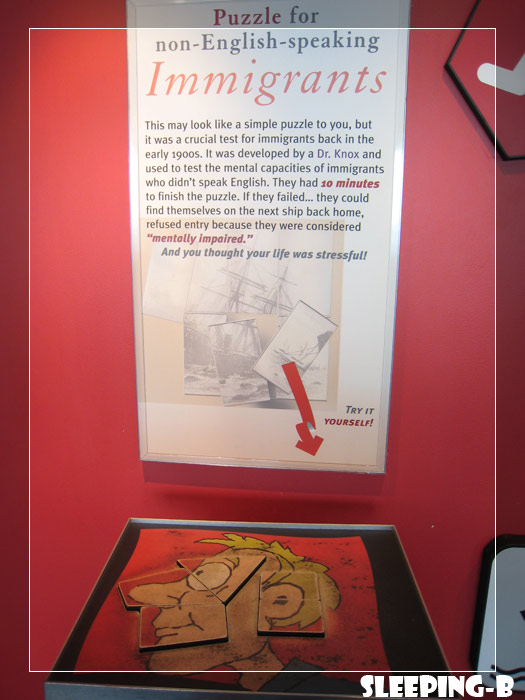 Puzzle for
non-English-speaking
Immigrants
This may look like a simple puzzle to you, but
it was a crucial test for immigrants back in the
early 1900s. It was developed by a Dr. Knox and
used to test the mental capacities of immigrants
who didn't speak English. They had 10 minutes
to finish the puzzle. If they failed... they could
find themselves on the next ship back home,
refused entry because they were considered
"mentally impaired."
And you thought your life was stressful!
TRY IT
YOURSELF!
SLEEPING-B